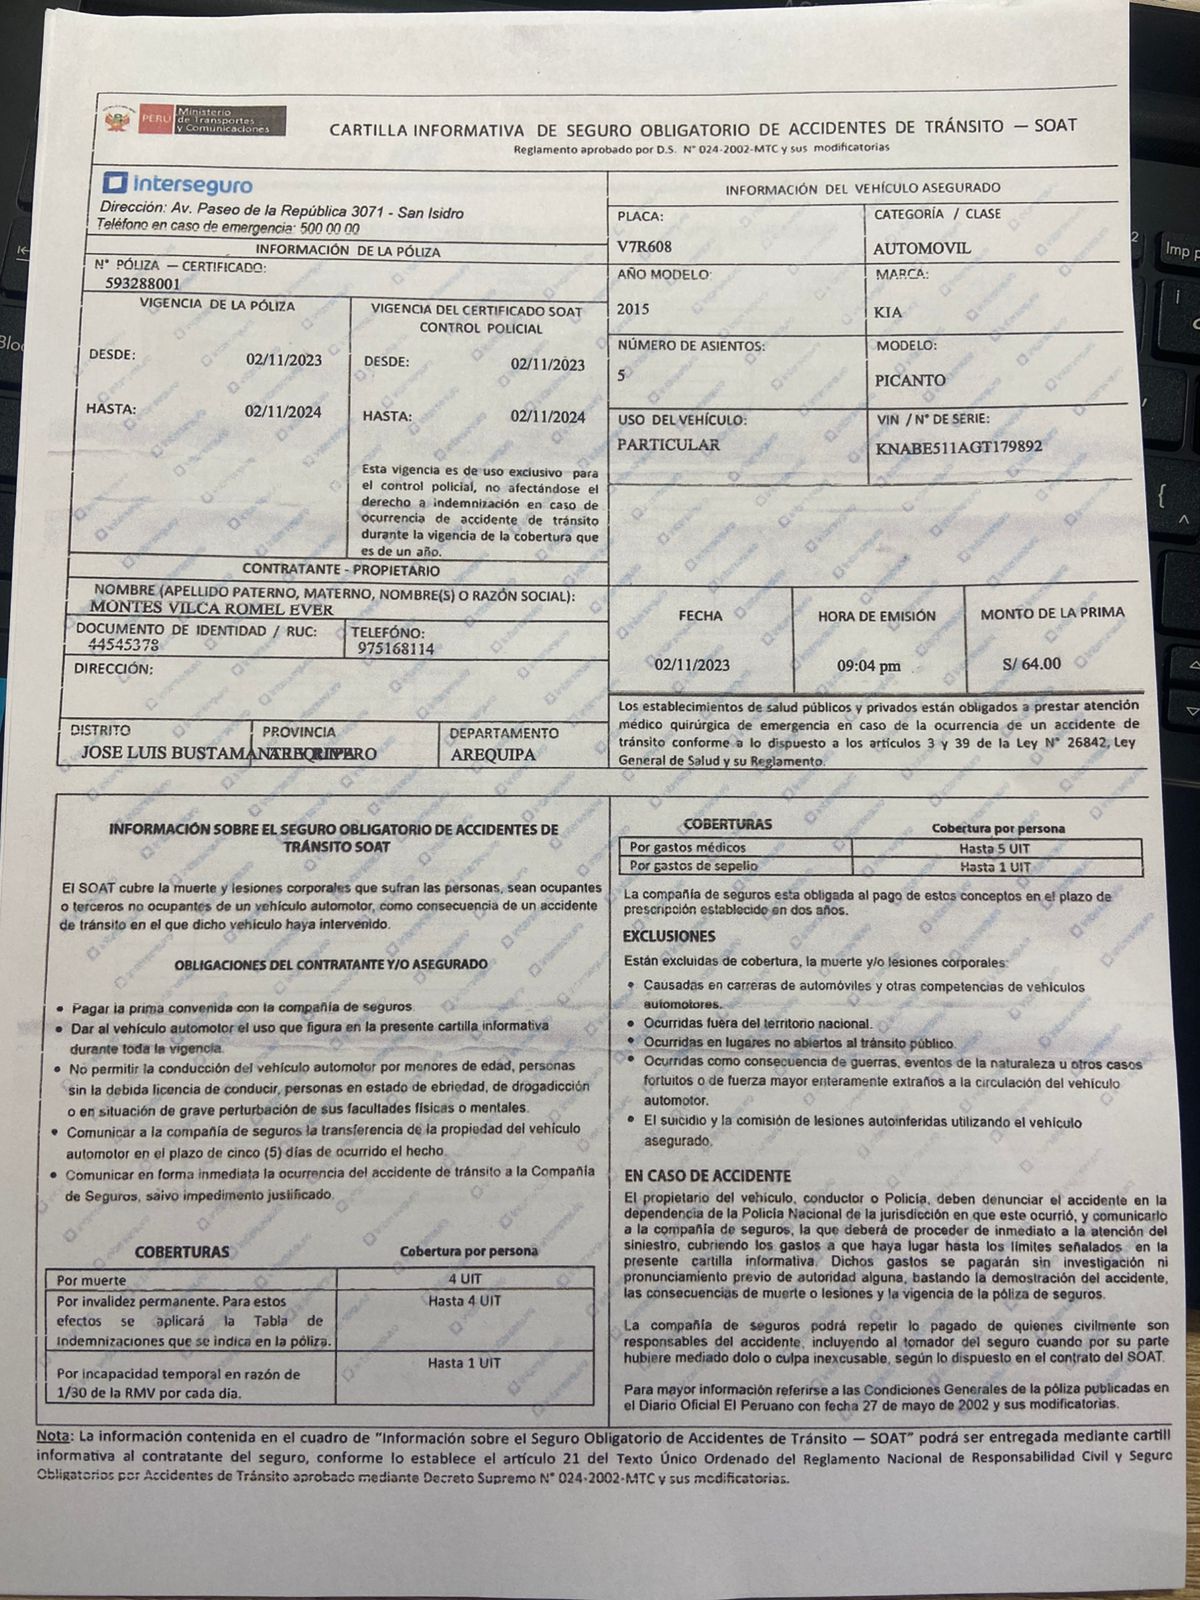 PERÚ
Ministerio
de Transportes
y Comunicaciones
CARTILLA INFORMATIVA DE SEGURO OBLIGATORIO DE ACCIDENTES DE TRÁNSITO — SOAT
Reglamento aprobado por D.S. N° 024-2002-MTC y sus modificatorias
interseguro
Dirección: Av. Paseo de la República 3071 - San Isidro
Teléfono en caso de emergencia: 500 00 00
INFORMACIÓN DE LA PÓLIZA
N° PÓLIZA — CERTIFICADO:
593288001
VIGENCIA DE LA PÓLIZA
DESDE: 02/11/2023
HASTA: 02/11/2024
VIGENCIA DEL CERTIFICADO SOAT
CONTROL POLICIAL
DESDE: 02/11/2023
HASTA: 02/11/2024
Esta vigencia es de uso exclusivo para
el control policial, no afectándose el
derecho a indemnización en caso de
ocurrencia de accidente de tránsito
durante la vigencia de la cobertura que
es de un año.
CONTRATANTE - PROPIETARIO
NOMBRE (APELLIDO PATERNO, MATERNO, NOMBRE(S) O RAZÓN SOCIAL):
MONTES VILCA ROMEL EVER
DOCUMENTO DE IDENTIDAD / RUC:
44545378
TELEFÓNO:
975168114
DIRECCIÓN:
DISTRITO
JOSE LUIS BUSTAMANTE Y RIVERO
PROVINCIA
AREQUIPA
DEPARTAMENTO
AREQUIPA
INFORMACIÓN DEL VEHÍCULO ASEGURADO
PLACA:
V7R608
CATEGORÍA / CLASE
AUTOMOVIL
AÑO MODELO:
2015
MARCA:
KIA
NÚMERO DE ASIENTOS:
5
MODELO:
PICANTO
USO DEL VEHÍCULO:
PARTICULAR
VIN / N° DE SERIE:
KNABE511AGT179892
FECHA
02/11/2023
HORA DE EMISIÓN
09:04 pm
MONTO DE LA PRIMA
S/ 64.00
Los establecimientos de salud públicos y privados están obligados a prestar atención
médico quirúrgica de emergencia en caso de la ocurrencia de un accidente de
tránsito conforme a lo dispuesto a los artículos 3 y 39 de la Ley N° 26842, Ley
General de Salud y su Reglamento.
INFORMACIÓN SOBRE EL SEGURO OBLIGATORIO DE ACCIDENTES DE
TRÁNSITO SOAT
El SOAT cubre la muerte y lesiones corporales que sufran las personas, sean ocupantes
o terceros no ocupantes de un vehículo automotor, como consecuencia de un accidente
de tránsito en el que dicho vehículo haya intervenido.
OBLIGACIONES DEL CONTRATANTE Y/O ASEGURADO
• Pagar la prima convenida con la compañía de seguros
• Dar al vehículo automotor el uso que figura en la presente cartilla informativa
durante toda la vigencia.
• No permitir la conducción del vehículo automotor por menores de edad, personas
sin la debida licencia de conducir, personas en estado de ebriedad, de drogadicción
o en situación de grave perturbación de sus facultades físicas o mentales.
• Comunicar a la compañía de seguros la transferencia de la propiedad del vehículo
automotor en el plazo de cinco (5) días de ocurrido el hecho.
• Comunicar en forma inmediata la ocurrencia del accidente de tránsito a la Compañía
de Seguros, salvo impedimento justificado.
COBERTURAS Cobertura por persona
Por muerte 4 UIT
Por invalidez permanente. Para estos Hasta 4 UIT
efectos se aplicará la Tabla de
Indemnizaciones que se indica en la póliza.
Por incapacidad temporal en razón de Hasta 1 UIT
1/30 de la RMV por cada día.
COBERTURAS Cobertura por persona
Por gastos médicos Hasta 5 UIT
Por gastos de sepelio Hasta 1 UIT
La compañía de seguros esta obligada al pago de estos conceptos en el plazo de
prescripción establecido en dos años.
EXCLUSIONES
Están excluidas de cobertura, la muerte y/o lesiones corporales:
• Causadas en carreras de automóviles y otras competencias de vehículos
automotores.
• Ocurridas fuera del territorio nacional.
• Ocurridas en lugares no abiertos al tránsito público.
• Ocurridas como consecuencia de guerras, eventos de la naturaleza u otros casos
fortuitos o de fuerza mayor enteramente extraños a la circulación del vehículo
automotor.
• El suicidio y la comisión de lesiones autoinferidas utilizando el vehículo
asegurado.
EN CASO DE ACCIDENTE
El propietario del vehículo, conductor o Policía, deben denunciar el accidente en la
dependencia de la Policía Nacional de la jurisdicción en que este ocurrió, y comunicarlo
a la compañía de seguros, la que deberá de proceder de inmediato a la atención del
siniestro, cubriendo los gastos a que haya lugar hasta los límites señalados en la
presente cartilla informativa. Dichos gastos se pagarán sin investigación ni
pronunciamiento previo de autoridad alguna, bastando la demostración del accidente,
las consecuencias de muerte o lesiones y la vigencia de la póliza de seguros.
La compañía de seguros podrá repetir lo pagado de quienes civilmente son
responsables del accidente, incluyendo al tomador del seguro cuando por su parte
hubiere mediado dolo o culpa inexcusable, según lo dispuesto en el contrato del SOAT.
Para mayor información referirse a las Condiciones Generales de la póliza publicadas en
el Diario Oficial El Peruano con fecha 27 de mayo de 2002 y sus modificatorias.
Nota: La información contenida en el cuadro de "Información sobre el Seguro Obligatorio de Accidentes de Tránsito — SOAT" podrá ser entregada mediante cartill
informativa al contratante del seguro, conforme lo establece el artículo 21 del Texto Único Ordenado del Reglamento Nacional de Responsabilidad Civil y Seguro
Obligatorios por Accidentes de Tránsito aprobado mediante Decreto Supremo N° 024-2002-MTC y sus modificatorias.